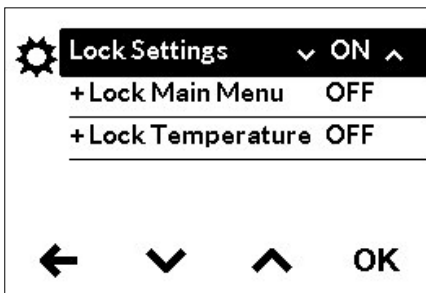 Lock Settings ON
+Lock Main Menu OFF
+Lock Temperature OFF
OK